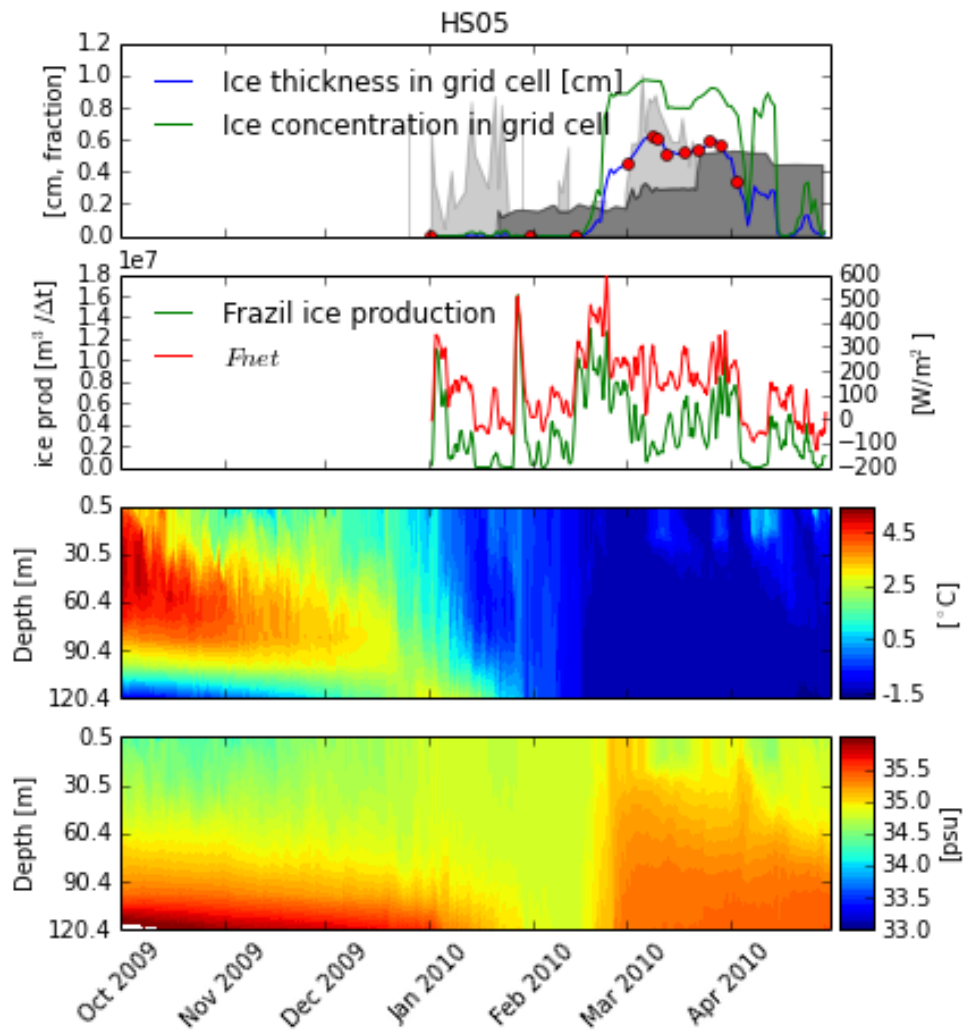 HS05
1.2
1.0
0.8
0.6
0.4
0.2
0.0
[cm, fraction]
Ice thickness in grid cell [cm]
Ice concentration in grid cell
1e7
1.8
1.6
1.4
1.2
1.0
0.8
0.6
0.4
0.2
0.0
ice prod [m³ /Δt]
Frazil ice production
Fnet
600
500
400
300
200
100
0
−100
−200
[W/m²]
0.5
30.5
60.4
90.4
120.4
Depth [m]
4.5
2.5
0.5
-1.5
[°C]
0.5
30.5
60.4
90.4
120.4
Depth [m]
35.5
35.0
34.5
34.0
33.5
33.0
[psu]
Oct 2009
Nov 2009
Dec 2009
Jan 2010
Feb 2010
Mar 2010
Apr 2010